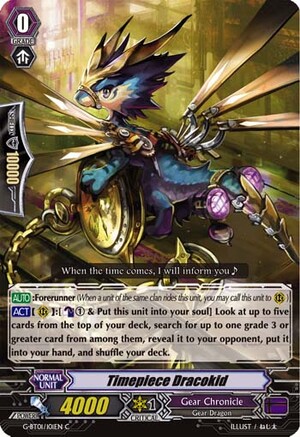 0
GRADE
10000
When the time comes, I will inform you♪
AUTO :Forerunner (When a unit of the same clan rides this unit, you may call this unit to )
ACT [ ]:[ ① & Put this unit into your soul] Look at up to five
cards from the top of your deck, search for up to one grade 3 or
greater card from among them, reveal it to your opponent, put it
into your hand, and shuffle your deck.
NORMAL
UNIT
Timepiece Dracokid
POWER
4000
1
CRITICAL
Gear Chronicle
Gear Dragon
G-BT01/101EN C
ILLUST /